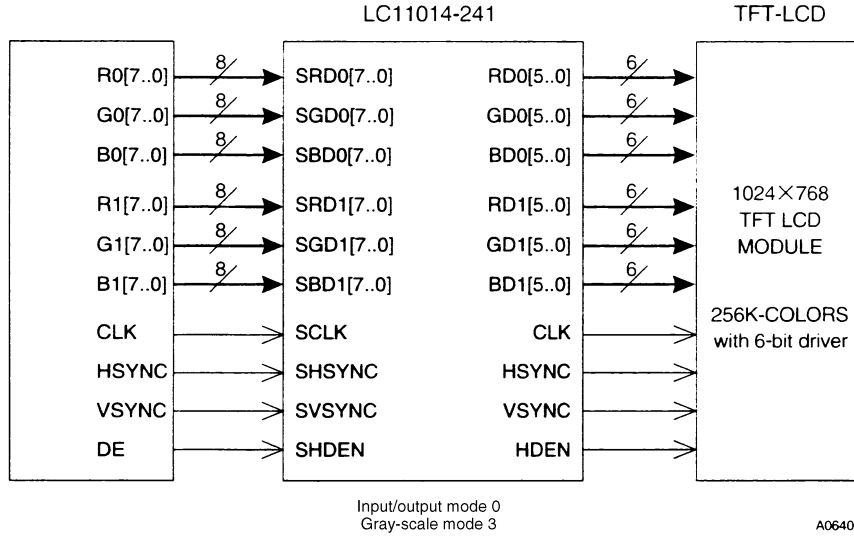 LC11014-241 TFT-LCD
R0[7..0] 8 SRD0[7..0] RD0[5..0] 6
G0[7..0] 8 SGD0[7..0] GD0[5..0] 6
B0[7..0] 8 SBD0[7..0] BD0[5..0] 6
R1[7..0] 8 SRD1[7..0] RD1[5..0] 6
G1[7..0] 8 SGD1[7..0] GD1[5..0] 6
B1[7..0] 8 SBD1[7..0] BD1[5..0] 6
CLK SCLK CLK
HSYNC SHSYNC HSYNC
VSYNC SVSYNC VSYNC
DE SHDEN HDEN
1024×768
TFT LCD
MODULE
256K-COLORS
with 6-bit driver
Input/output mode 0
Gray-scale mode 3
A0640